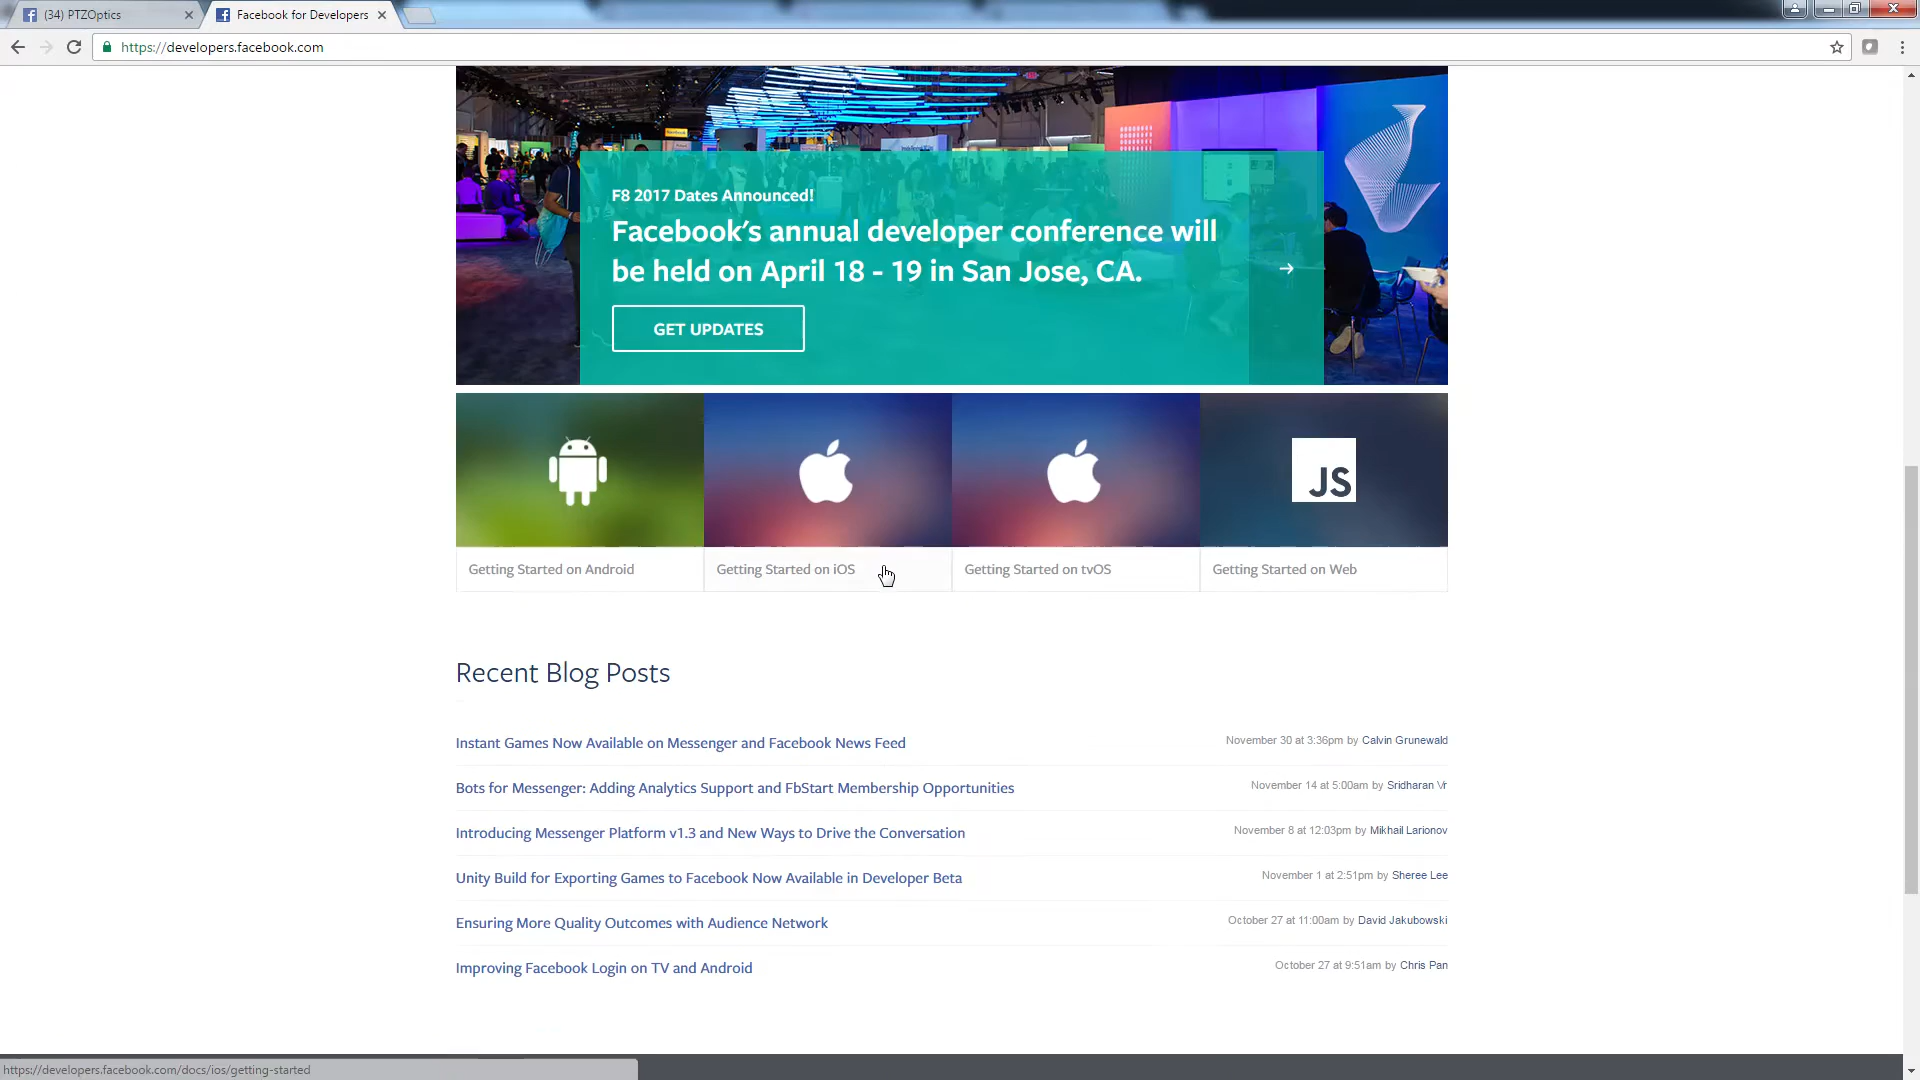 (34) PTZOptics
Facebook for Developers
https://developers.facebook.com
F8 2017 Dates Announced!
Facebook's annual developer conference will
be held on April 18 - 19 in San Jose, CA.
GET UPDATES
JS
Getting Started on Android
Getting Started on iOS
Getting Started on tvOS
Getting Started on Web
Recent Blog Posts
Instant Games Now Available on Messenger and Facebook News Feed
November 30 at 3:36pm by Calvin Grunewald
Bots for Messenger: Adding Analytics Support and FbStart Membership Opportunities
November 14 at 5:00am by Sridharan Vr
Introducing Messenger Platform v1.3 and New Ways to Drive the Conversation
November 8 at 12:03pm by Mikhail Larionov
Unity Build for Exporting Games to Facebook Now Available in Developer Beta
November 1 at 2:51pm by Sheree Lee
Ensuring More Quality Outcomes with Audience Network
October 27 at 11:00am by David Jakubowski
Improving Facebook Login on TV and Android
October 27 at 9:51am by Chris Pan
https://developers.facebook.com/docs/ios/getting-started